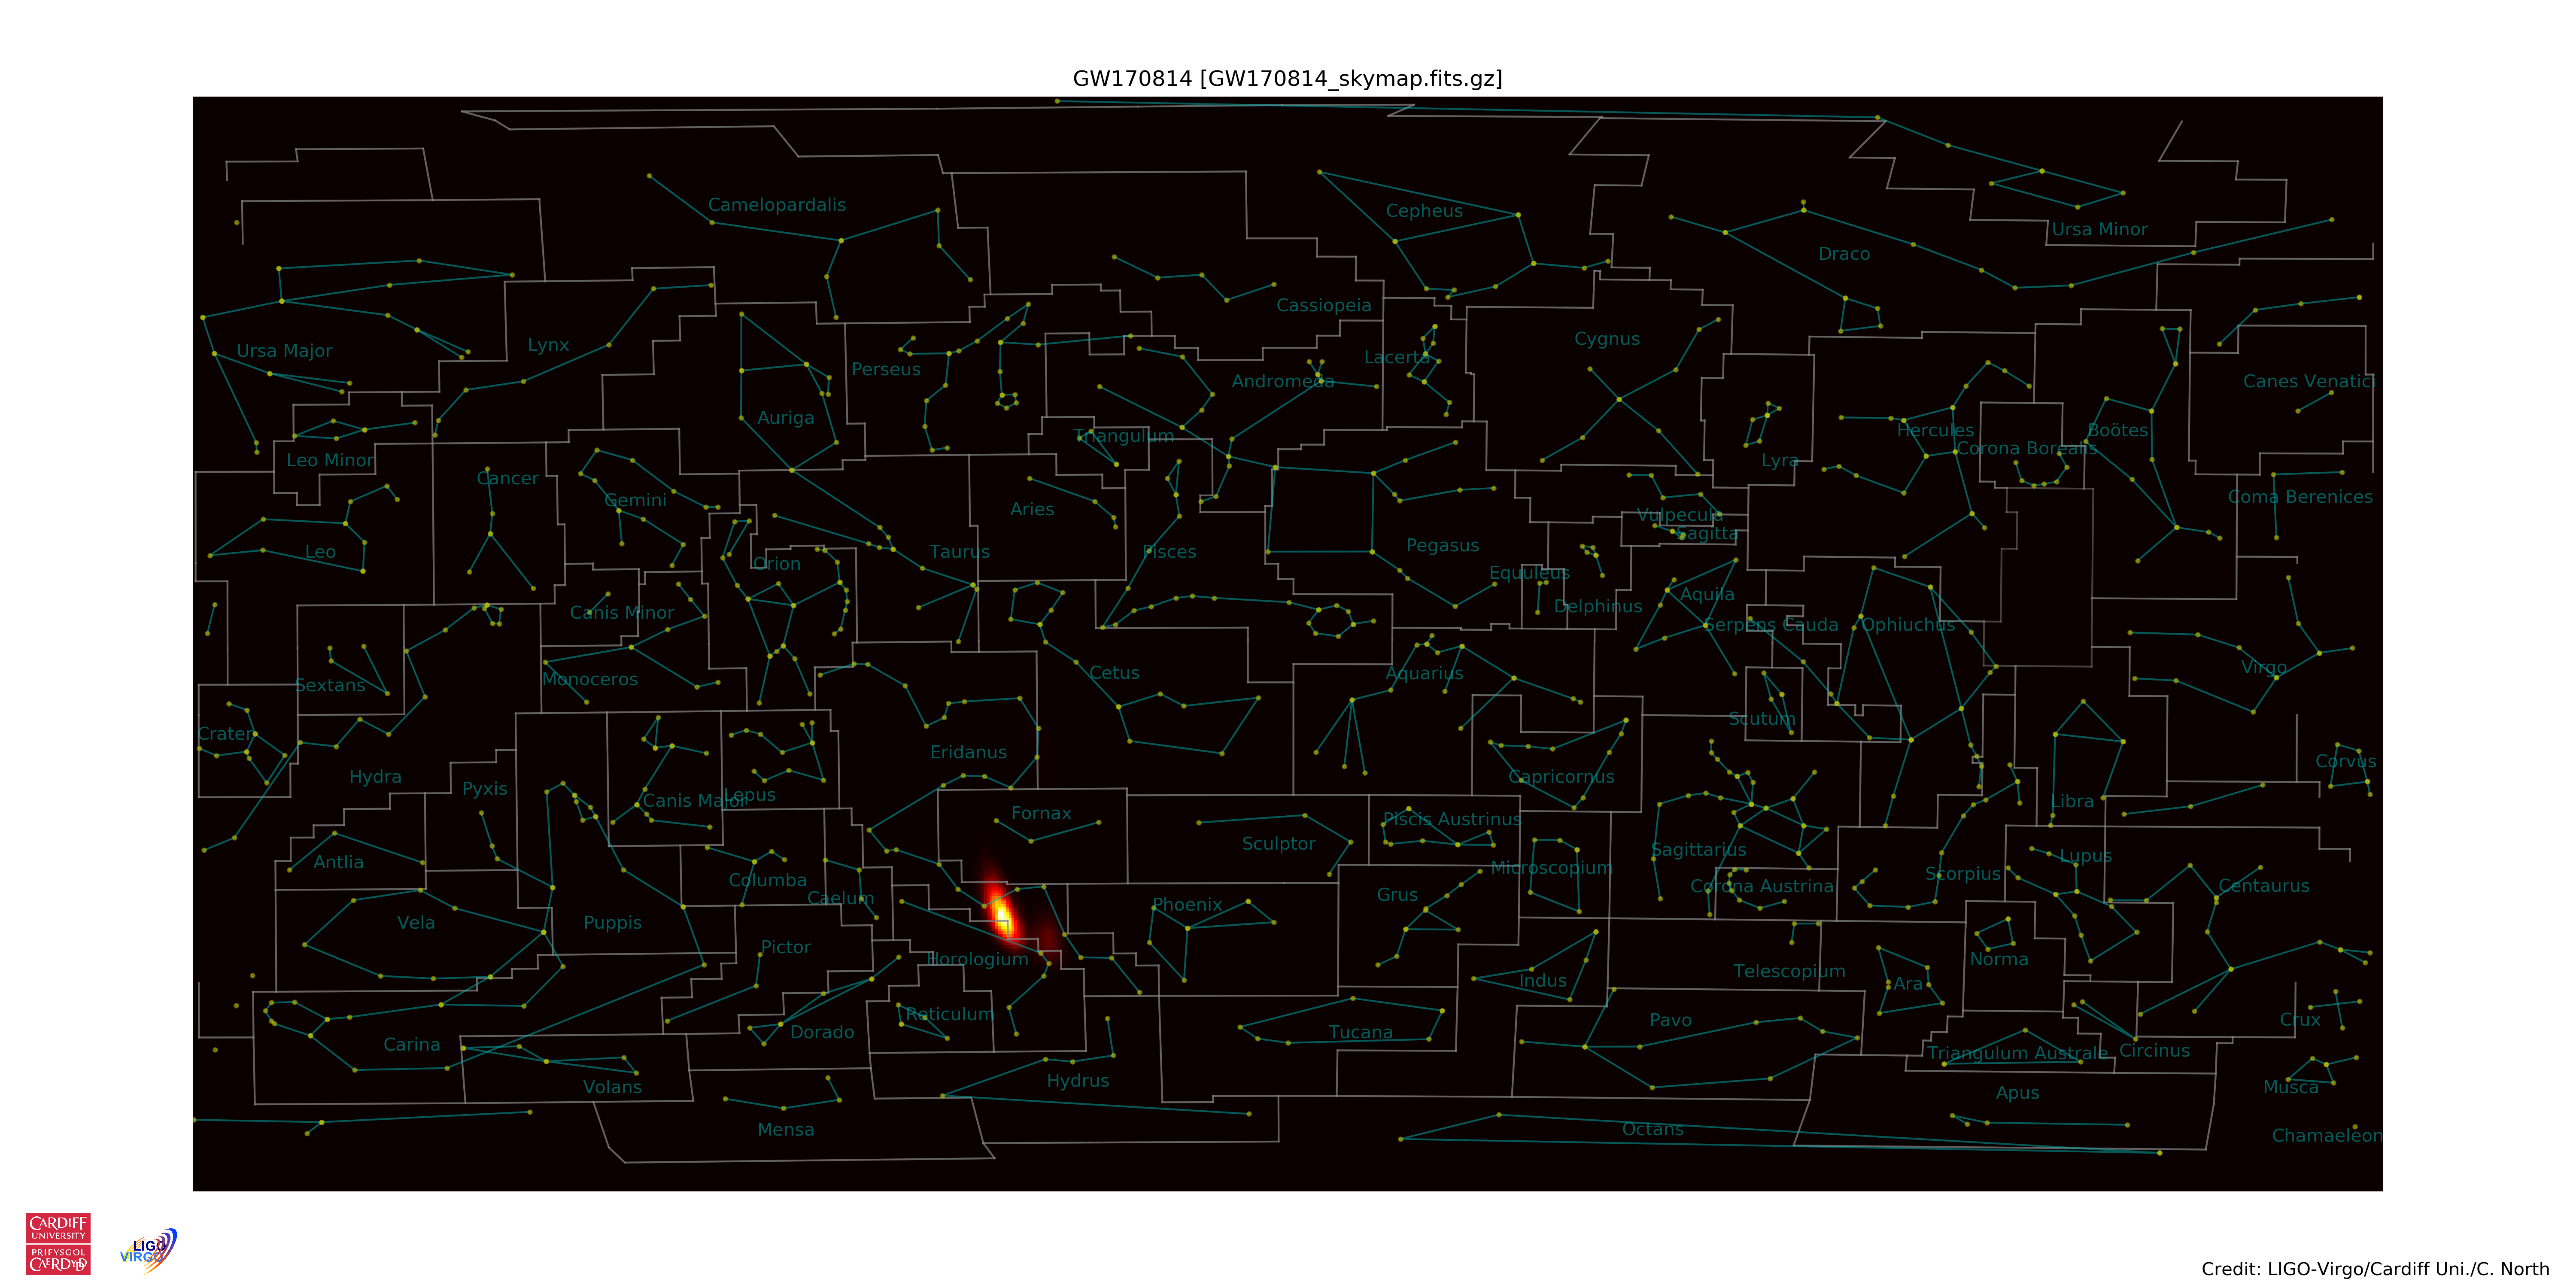 GW170814 [GW170814_skymap.fits.gz]
Camelopardalis
Cepheus
Ursa Minor
Draco
Cassiopeia
Cygnus
Ursa Major
Lynx
Lacerta
Perseus
Andromeda
Canes Venatici
Auriga
Triangulum
Hercules
Boötes
Corona Borealis
Leo Minor
Lyra
Cancer
Gemini
Coma Berenices
Aries
Vulpecula
Sagitta
Leo
Taurus
Pisces
Pegasus
Orion
Equuleus
Aquila
Canis Minor
Delphinus
Serpens Cauda
Ophiuchus
Virgo
Cetus
Aquarius
Monoceros
Sextans
Scutum
Crater
Eridanus
Corvus
Hydra
Capricornus
Pyxis
Lepus
Canis Major
Libra
Fornax
Piscis Austrinus
Sculptor
Sagittarius
Lupus
Antlia
Microscopium
Scorpius
Columba
Corona Austrina
Centaurus
Grus
Caelum
Phoenix
Vela
Puppis
Pictor
Horologium
Norma
Telescopium
Indus
Ara
Reticulum
Pavo
Crux
Dorado
Tucana
Carina
Circinus
Triangulum Australe
Hydrus
Volans
Musca
Apus
Mensa
Octans
Chamaeleon
CARDIFF
UNIVERSITY
PRIFYSGOL
CAERDYDD
LIGO
VIRGO
Credit: LIGO-Virgo/Cardiff Uni./C. North